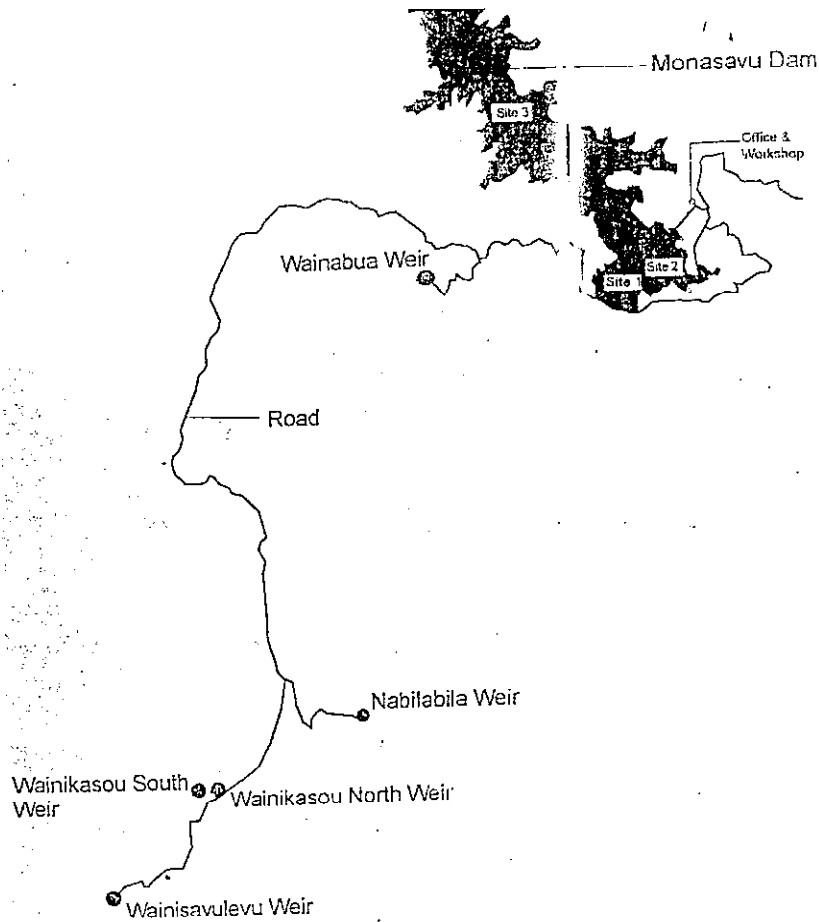 Monasavu Dam
Site 3
Office &
Workshop
Wainabua Weir
Site 2
Site 1
Road
Nabilabila Weir
Wainikasou South
Weir
Wainikasou North Weir
Wainisavulevu Weir